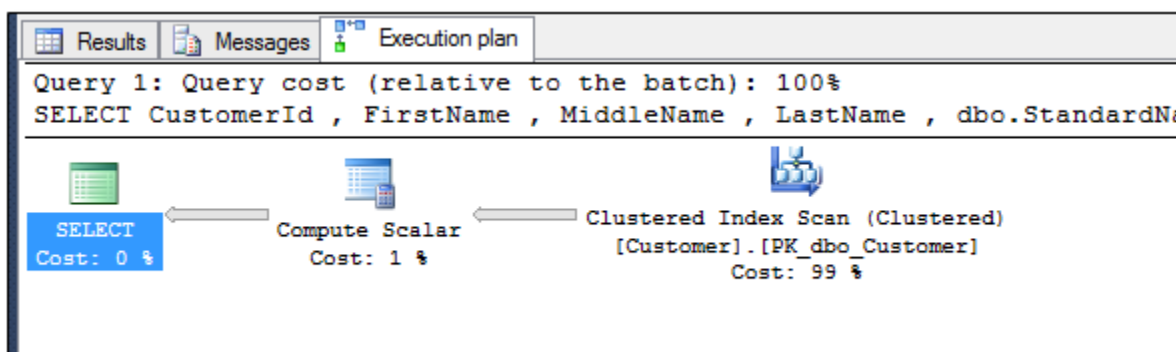 Results Messages Execution plan
Query 1: Query cost (relative to the batch): 100%
SELECT CustomerId , FirstName , MiddleName , LastName , dbo.StandardNa
SELECT
Cost: 0 %
Compute Scalar
Cost: 1 %
Clustered Index Scan (Clustered)
[Customer].[PK_dbo_Customer]
Cost: 99 %